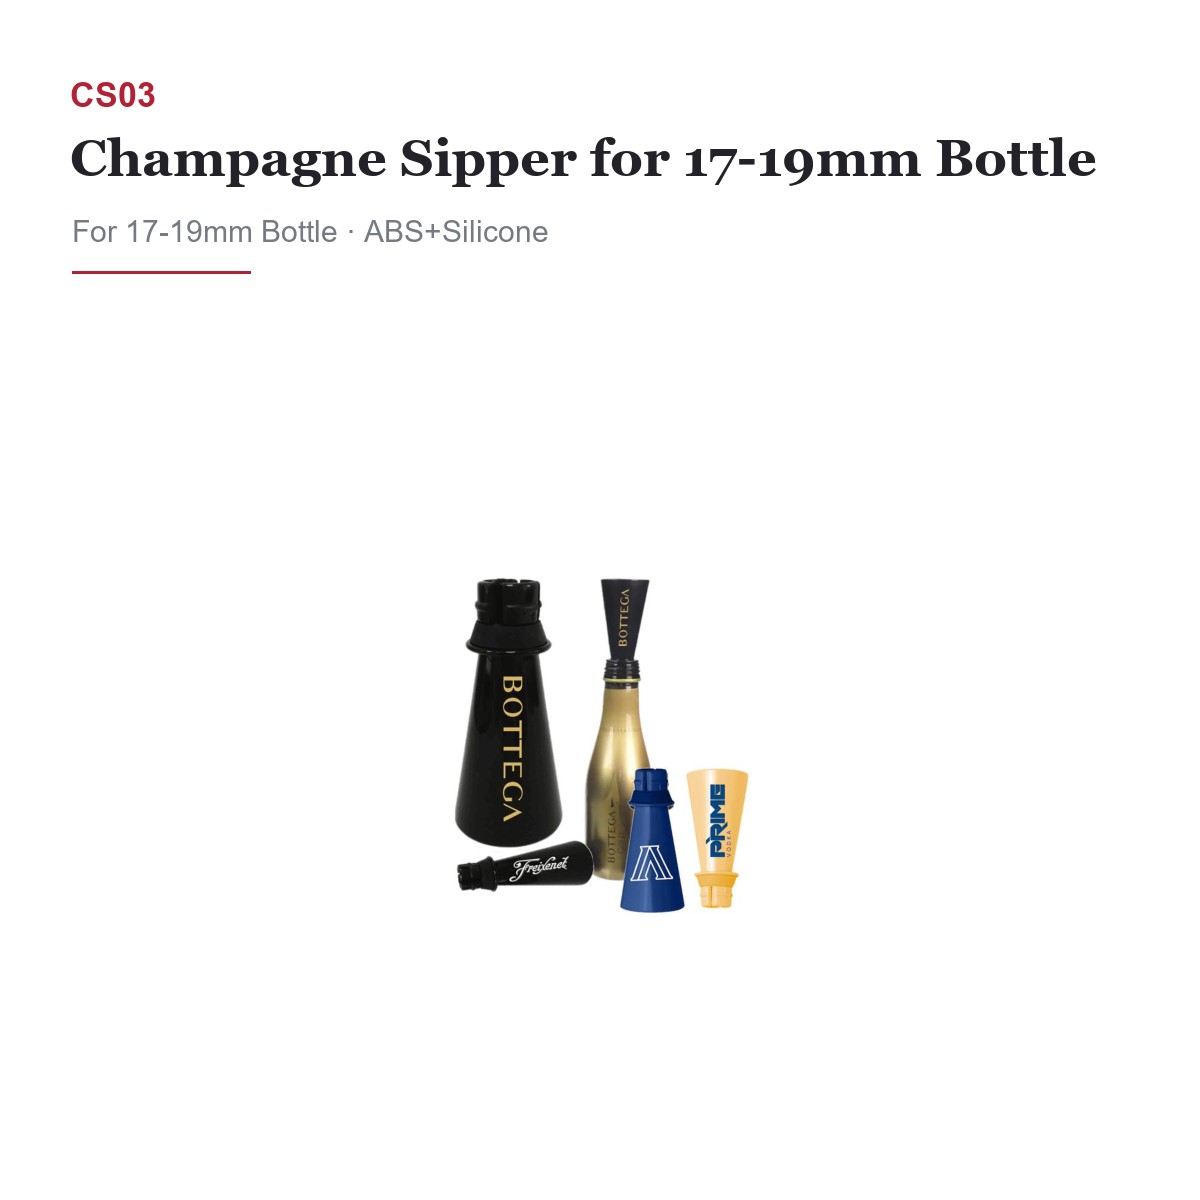 CS03
Champagne Sipper for 17-19mm Bottle
For 17-19mm Bottle · ABS+Silicone
BOTTEGA
BOTTEGA
BOTTEGA
Freixenet
PRIME
VODKA